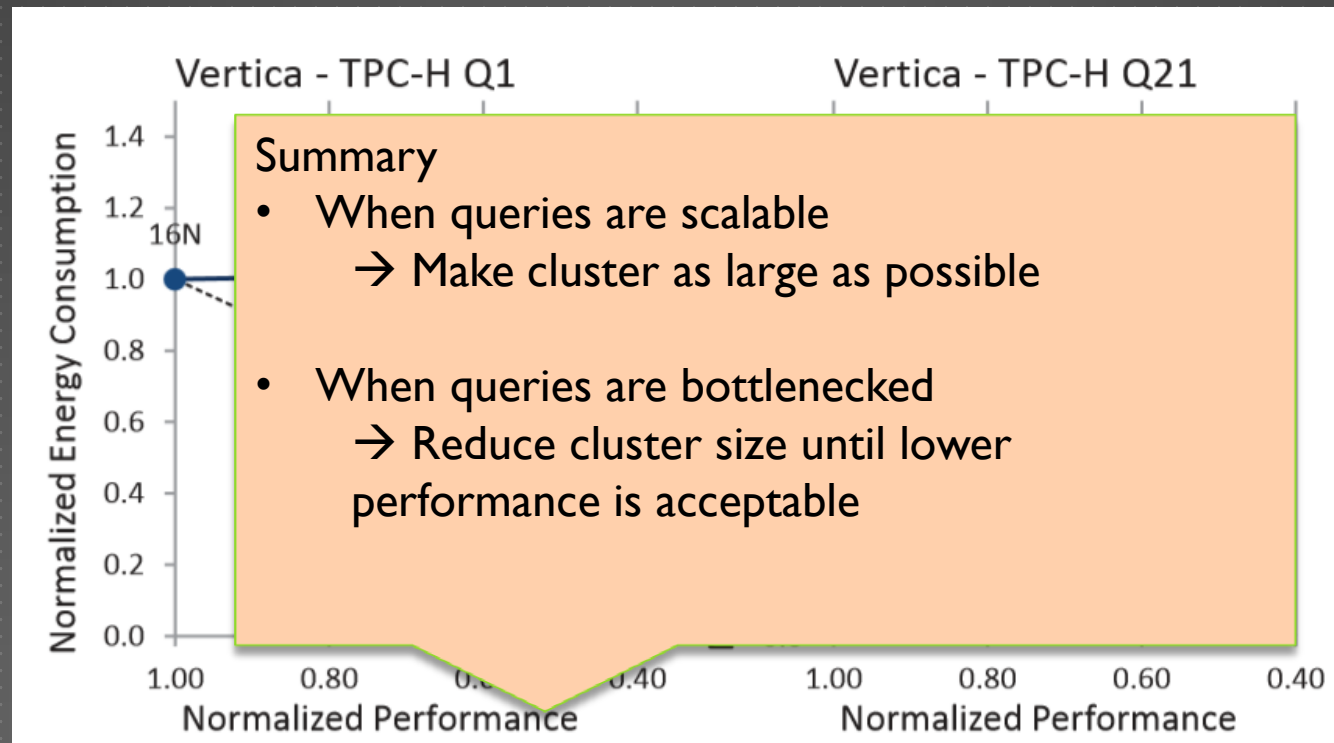 Vertica - TPC-H Q1
Vertica - TPC-H Q21
Normalized Energy Consumption
1.4
1.2
1.0
0.8
0.6
0.4
0.2
0.0
16N
Summary
• When queries are scalable
→ Make cluster as large as possible
• When queries are bottlenecked
→ Reduce cluster size until lower
performance is acceptable
1.00 0.80 0.40
Normalized Performance
1.00 0.80 0.60 0.40
Normalized Performance